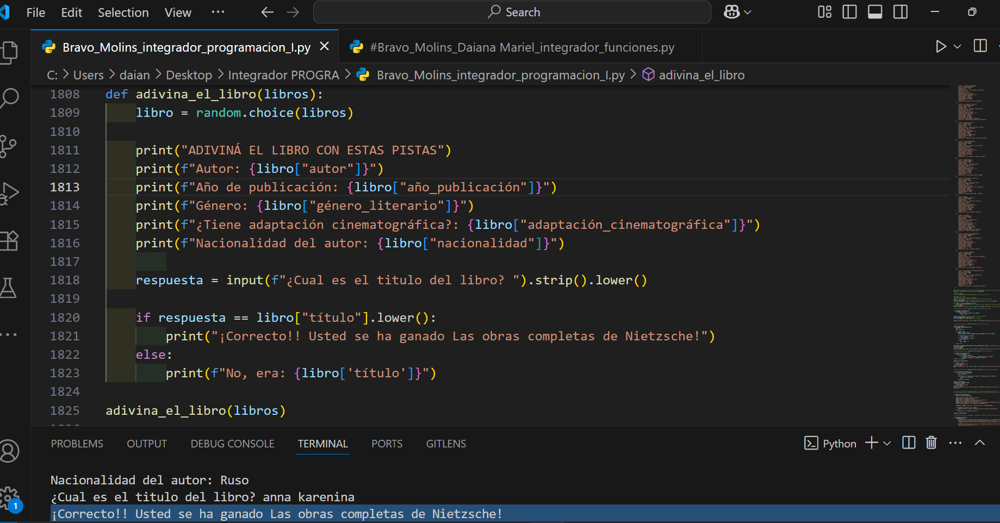 File Edit Selection View ··· Search
Bravo_Molins_integrador_programacion_I.py #Bravo_Molins_Daiana Mariel_integrador_funciones.py
C: > Users > daian > Desktop > Integrador PROGRA > Bravo_Molins_integrador_programacion_I.py > adivina_el_libro
1808 def adivina_el_libro(libros):
1809 libro = random.choice(libros)
1810
1811 print("ADIVINÁ EL LIBRO CON ESTAS PISTAS")
1812 print(f"Autor: {libro["autor"]}")
1813 print(f"Año de publicación: {libro["año_publicación"]}")
1814 print(f"Género: {libro["género_literario"]}")
1815 print(f"¿Tiene adaptación cinematográfica?: {libro["adaptación_cinematográfica"]}")
1816 print(f"Nacionalidad del autor: {libro["nacionalidad"]}")
1817
1818 respuesta = input(f"¿Cual es el titulo del libro? ").strip().lower()
1819
1820 if respuesta == libro["título"].lower():
1821 print("¡Correcto!! Usted se ha ganado Las obras completas de Nietzsche!")
1822 else:
1823 print(f"No, era: {libro['título']}")
1824
1825 adivina_el_libro(libros)
PROBLEMS OUTPUT DEBUG CONSOLE TERMINAL PORTS GITLENS Python
Nacionalidad del autor: Ruso
¿Cual es el titulo del libro? anna karenina
¡Correcto!! Usted se ha ganado Las obras completas de Nietzsche!
1